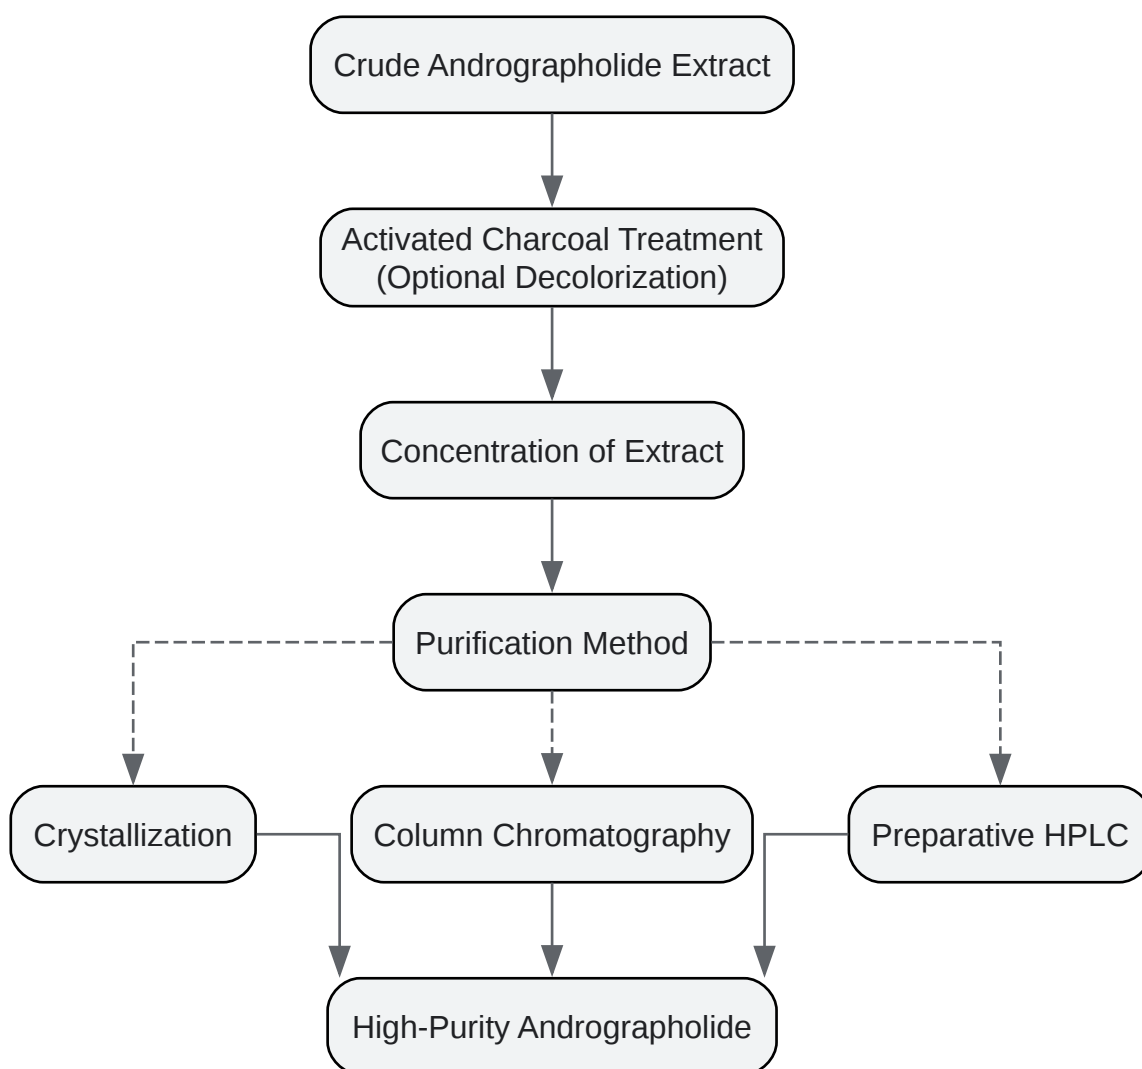 Crude Andrographolide Extract
Activated Charcoal Treatment
(Optional Decolorization)
Concentration of Extract
Purification Method
Crystallization
Column Chromatography
Preparative HPLC
High-Purity Andrographolide